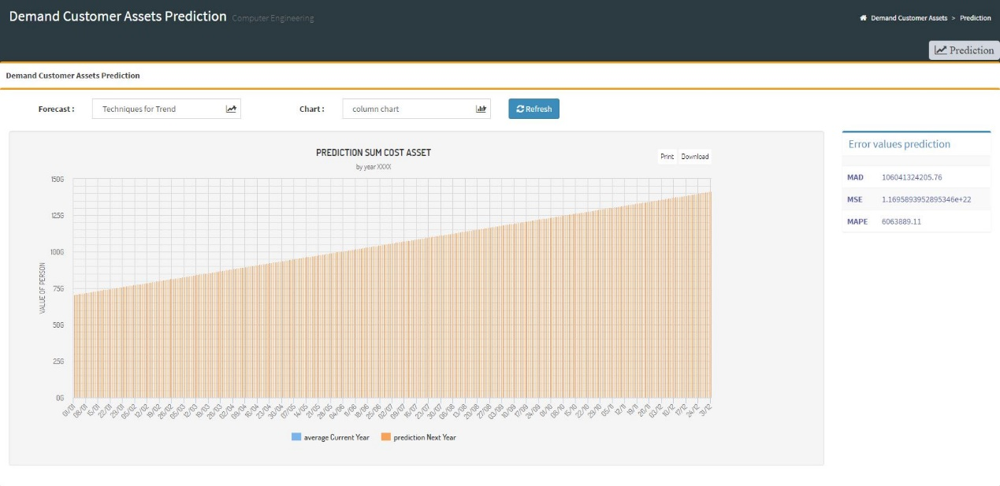 Demand Customer Assets Prediction Computer Engineering
Demand Customer Assets > Prediction
Prediction
Demand Customer Assets Prediction
Forecast : Techniques for Trend Chart : column chart Refresh
PREDICTION SUM COST ASSET
by year XXXX
Print Download
Error values prediction
MAD 106041324205.76
MSE 1.1695893952895346e+22
MAPE 6063889.11
VALUE OF PERSON
150G
125G
100G
75G
50G
25G
0G
01/01 08/01 15/01 22/01 29/01 05/02 12/02 19/02 26/02 05/03 12/03 19/03 26/03 02/04 09/04 16/04 23/04 30/04 07/05 14/05 21/05 28/05 04/06 11/06 18/06 25/06 02/07 09/07 16/07 23/07 30/07 06/08 13/08 20/08 27/08 03/09 10/09 17/09 24/09 01/10 08/10 15/10 22/10 29/10 05/11 12/11 19/11 26/11 03/12 10/12 17/12 24/12 31/12
average Current Year prediction Next Year